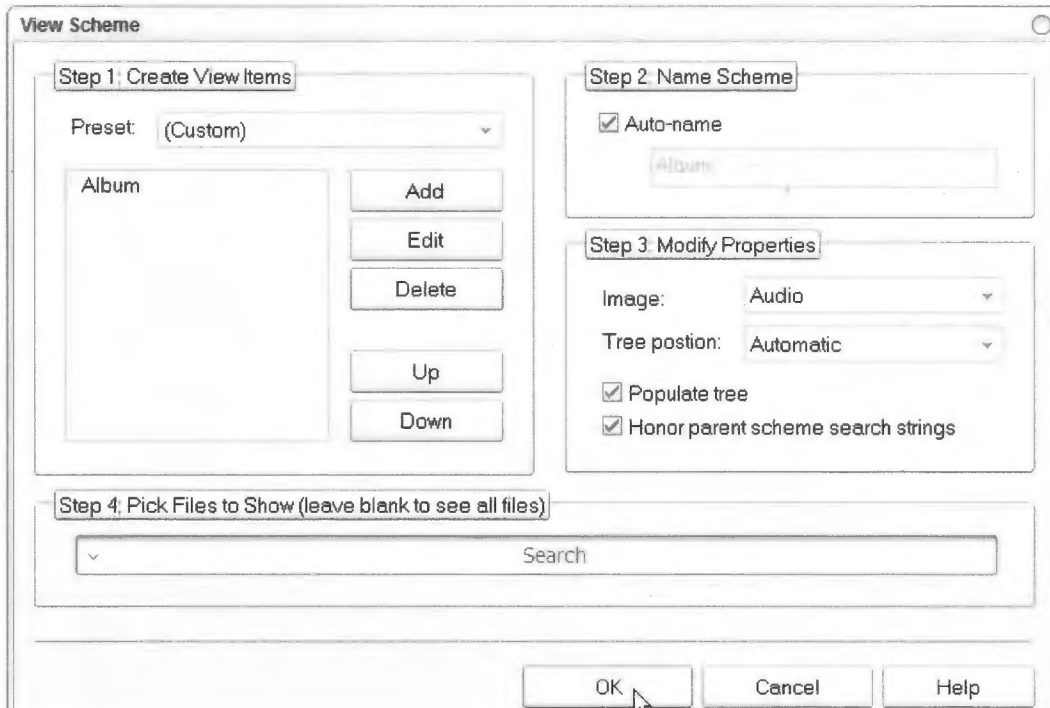 View Scheme
Step 1: Create View Items
Preset: (Custom)
Album
Add
Edit
Delete
Up
Down
Step 2: Name Scheme
Auto-name
Album
Step 3: Modify Properties
Image: Audio
Tree postion: Automatic
Populate tree
Honor parent scheme search strings
Step 4: Pick Files to Show (leave blank to see all files)
Search
OK
Cancel
Help